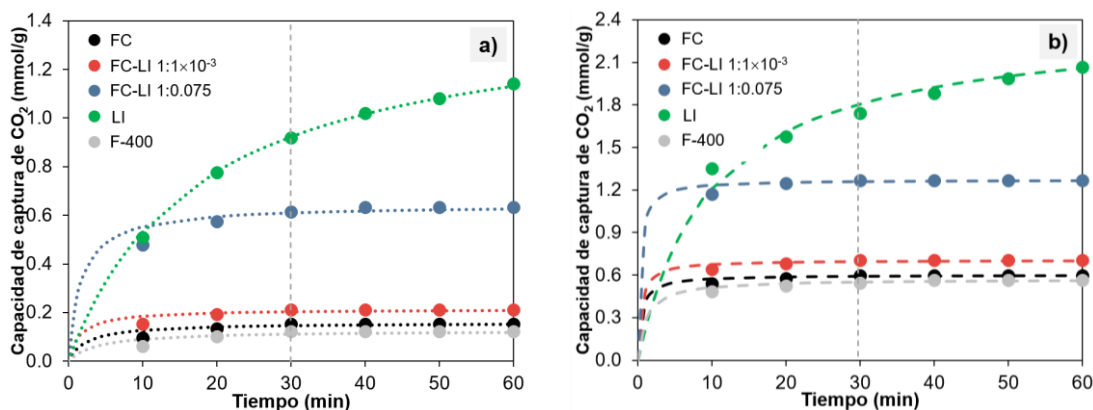 a)
Capacidad de captura de CO₂ (mmol/g)
1.4
1.2
1.0
0.8
0.6
0.4
0.2
0.0
FC
FC-LI 1:1×10⁻³
FC-LI 1:0.075
LI
F-400
0 10 20 30 40 50 60
Tiempo (min)
b)
Capacidad de captura de CO₂ (mmol/g)
2.4
2.1
1.8
1.5
1.2
0.9
0.6
0.3
0.0
FC
FC-LI 1:1×10⁻³
FC-LI 1:0.075
LI
F-400
0 10 20 30 40 50 60
Tiempo (min)